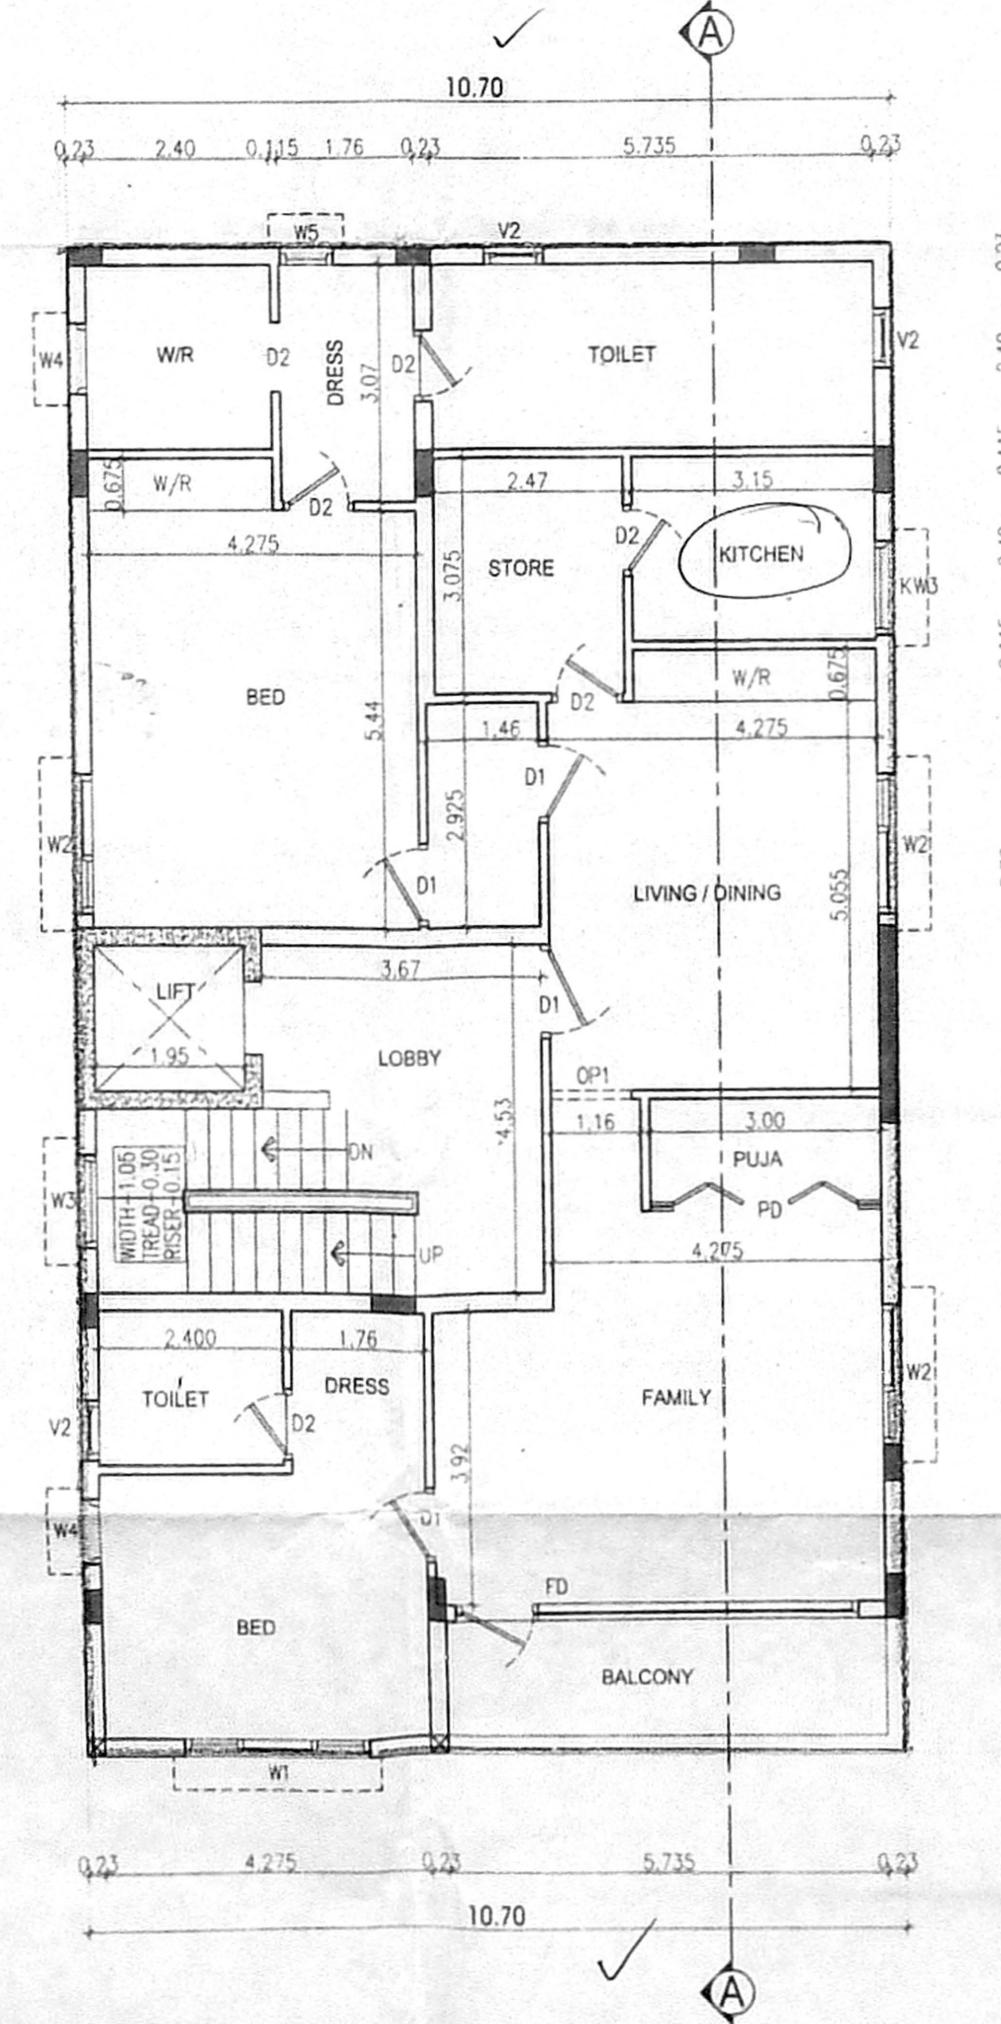 A
10.70
0.23 2.40 0.115 1.76 0.23 5.735 0.23
W5 V2
W4 W/R D2 DRESS 3.07 D2 TOILET V2
0.675 W/R D2 2.47 3.15
4.275 D2 KITCHEN KW3
STORE 3.075
BED W/R 0.675
D2
5.44 1.46 4.275
D1
W2 2.925 W2
D1 LIVING / DINING 5.055
3.67
LIFT D1
1.95 LOBBY
OP1
4.53 1.16 3.00
DN PUJA
W3 WIDTH-1.05
TREAD-0.30
RISER-0.15
PD
UP 4.275
2.400 1.76
TOILET DRESS FAMILY W2
V2 D2
3.92
W4 D1
FD
BED
BALCONY
W1
0.23 4.275 0.23 5.735 0.23
10.70
A